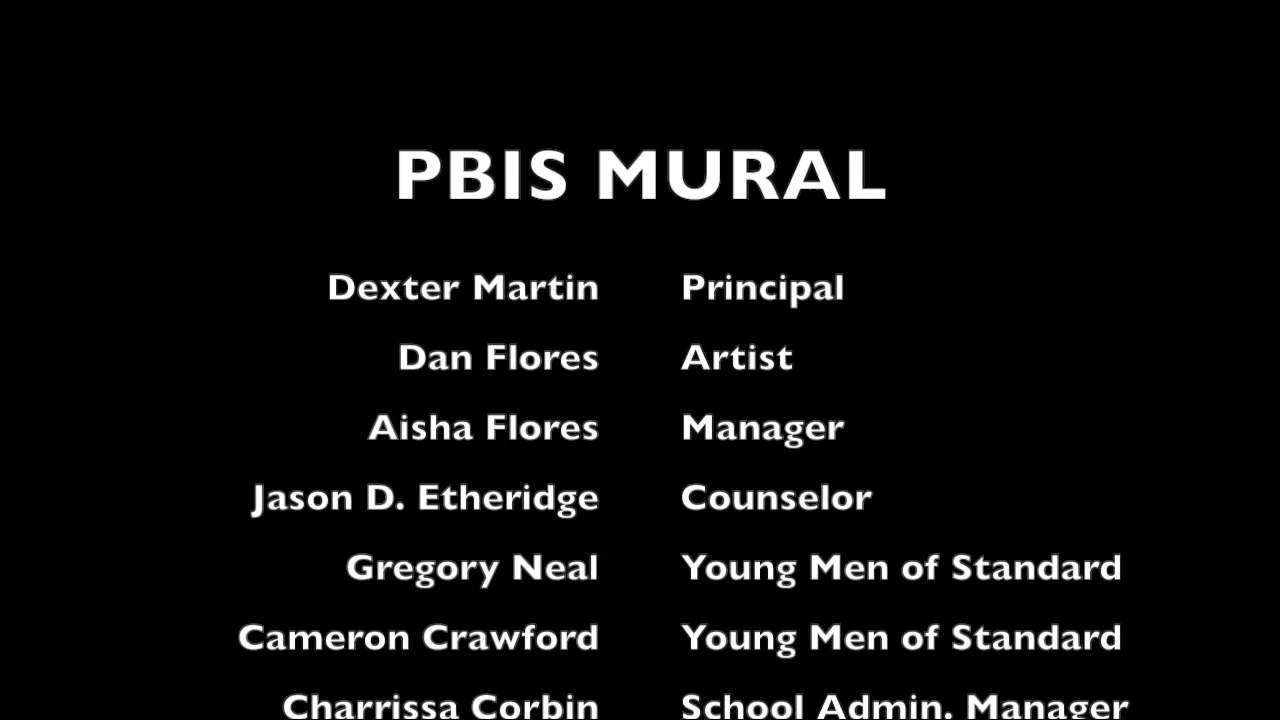 PBIS MURAL
Dexter Martin Principal
Dan Flores Artist
Aisha Flores Manager
Jason D. Etheridge Counselor
Gregory Neal Young Men of Standard
Cameron Crawford Young Men of Standard
Charrissa Corbin School Admin. Manager